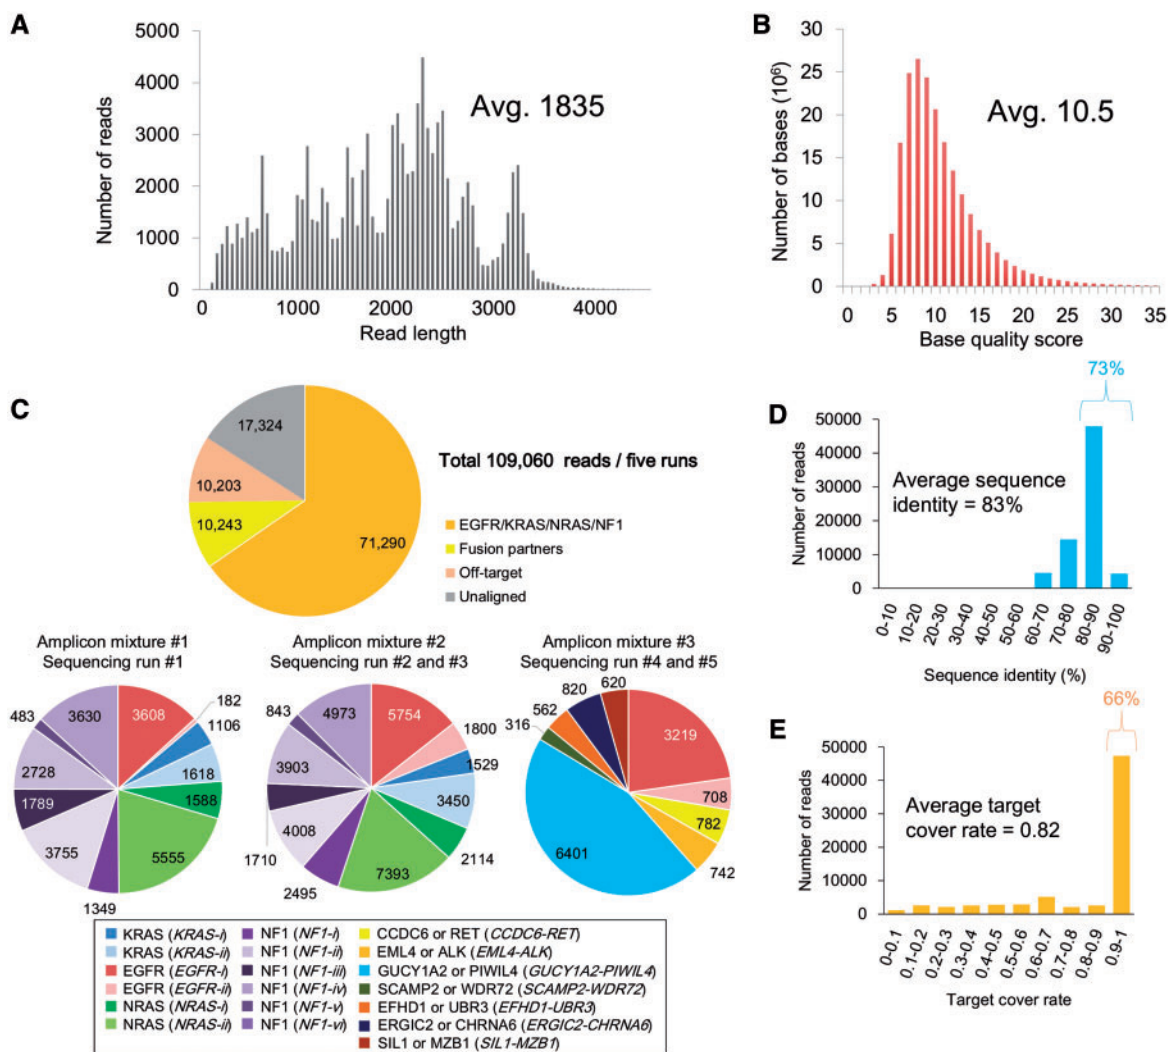 A
Number of reads
5000
4000
3000
2000
1000
0
Avg. 1835
0 1000 2000 3000 4000
Read length
B
Number of bases (10⁶)
30
25
20
15
10
5
0
Avg. 10.5
0 5 10 15 20 25 30 35
Base quality score
C
17,324
10,203
10,243
71,290
Total 109,060 reads / five runs
EGFR/KRAS/NRAS/NF1
Fusion partners
Off-target
Unaligned
Amplicon mixture #1
Sequencing run #1
3608
182
1106
1618
1588
5555
1349
3755
1789
2728
483
3630
Amplicon mixture #2
Sequencing run #2 and #3
5754
1800
1529
3450
2114
7393
2495
4008
1710
3903
843
4973
Amplicon mixture #3
Sequencing run #4 and #5
3219
708
782
742
6401
316
562
820
620
KRAS (KRAS-i)
KRAS (KRAS-ii)
EGFR (EGFR-i)
EGFR (EGFR-ii)
NRAS (NRAS-i)
NRAS (NRAS-ii)
NF1 (NF1-i)
NF1 (NF1-ii)
NF1 (NF1-iii)
NF1 (NF1-iv)
NF1 (NF1-v)
NF1 (NF1-vi)
CCDC6 or RET (CCDC6-RET)
EML4 or ALK (EML4-ALK)
GUCY1A2 or PIWIL4 (GUCY1A2-PIWIL4)
SCAMP2 or WDR72 (SCAMP2-WDR72)
EFHD1 or UBR3 (EFHD1-UBR3)
ERGIC2 or CHRNA6 (ERGIC2-CHRNA6)
SIL1 or MZB1 (SIL1-MZB1)
D
73%
Number of reads
50000
40000
30000
20000
10000
0
Average sequence
identity = 83%
0-10
10-20
20-30
30-40
40-50
50-60
60-70
70-80
80-90
90-100
Sequence identity (%)
E
66%
Number of reads
50000
40000
30000
20000
10000
0
Average target
cover rate = 0.82
0-0.1
0.1-0.2
0.2-0.3
0.3-0.4
0.4-0.5
0.5-0.6
0.6-0.7
0.7-0.8
0.8-0.9
0.9-1
Target cover rate